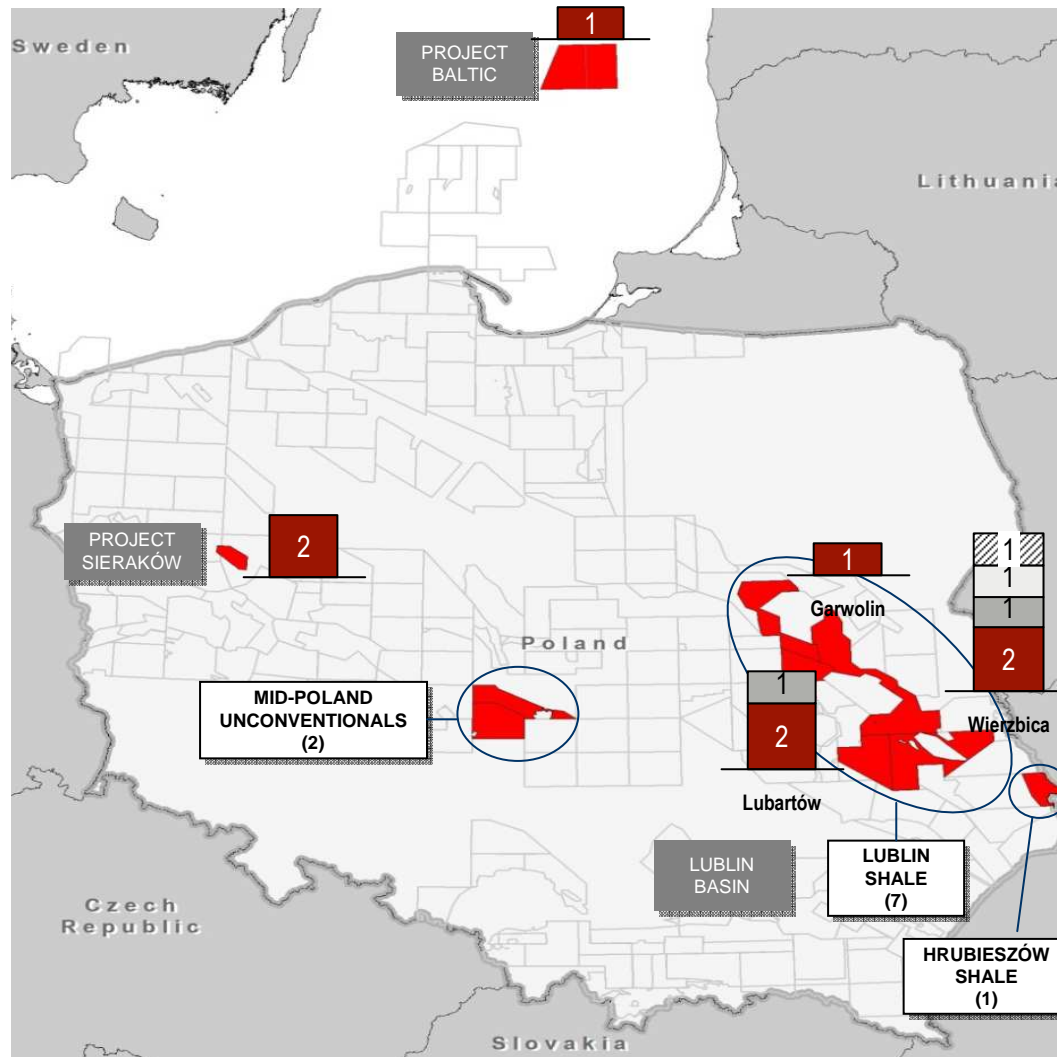 Sweden
PROJECT
BALTIC
1
Lithuania
PROJECT
SIERAKÓW
2
1
Garwolin
1
1
1
2
Wierzbica
Poland
1
2
Lubartów
MID-POLAND
UNCONVENTIONALS
(2)
LUBLIN
BASIN
LUBLIN
SHALE
(7)
HRUBIESZÓW
SHALE
(1)
Czech
Republic
Slovakia